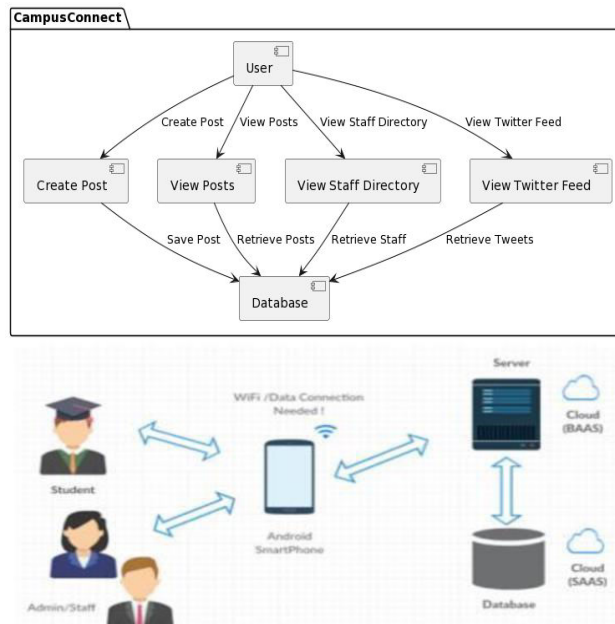 CampusConnect
User
Create Post
View Posts
View Staff Directory
View Twitter Feed
Create Post
View Posts
View Staff Directory
View Twitter Feed
Save Post
Retrieve Posts
Retrieve Staff
Retrieve Tweets
Database
Server
WiFi /Data Connection
Needed !
Cloud
(BAAS)
Student
Android
SmartPhone
Cloud
(SAAS)
Admin/Staff
Database